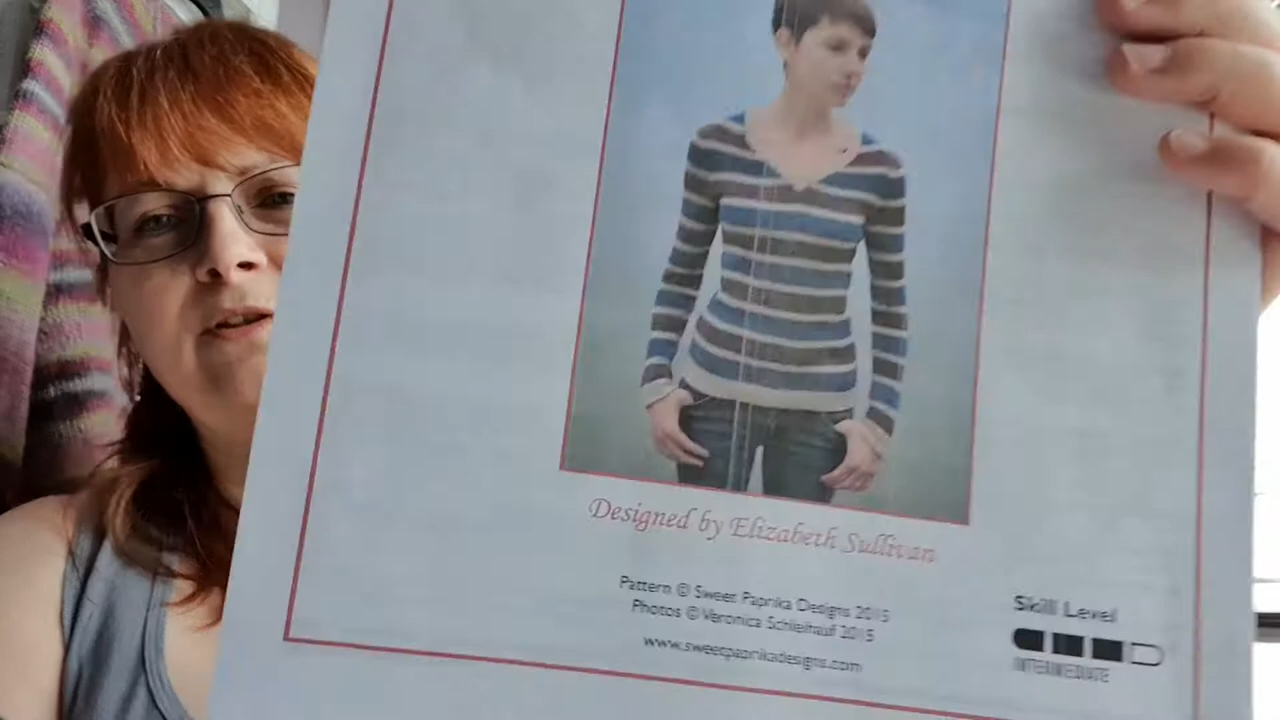 Designed by Elizabeth Sullivan
Pattern © Sweet Paprika Designs 2015
Photos © Veronica Schleihauf 2015
www.sweetpaprikadesigns.com
Skill Level
INTERMEDIATE